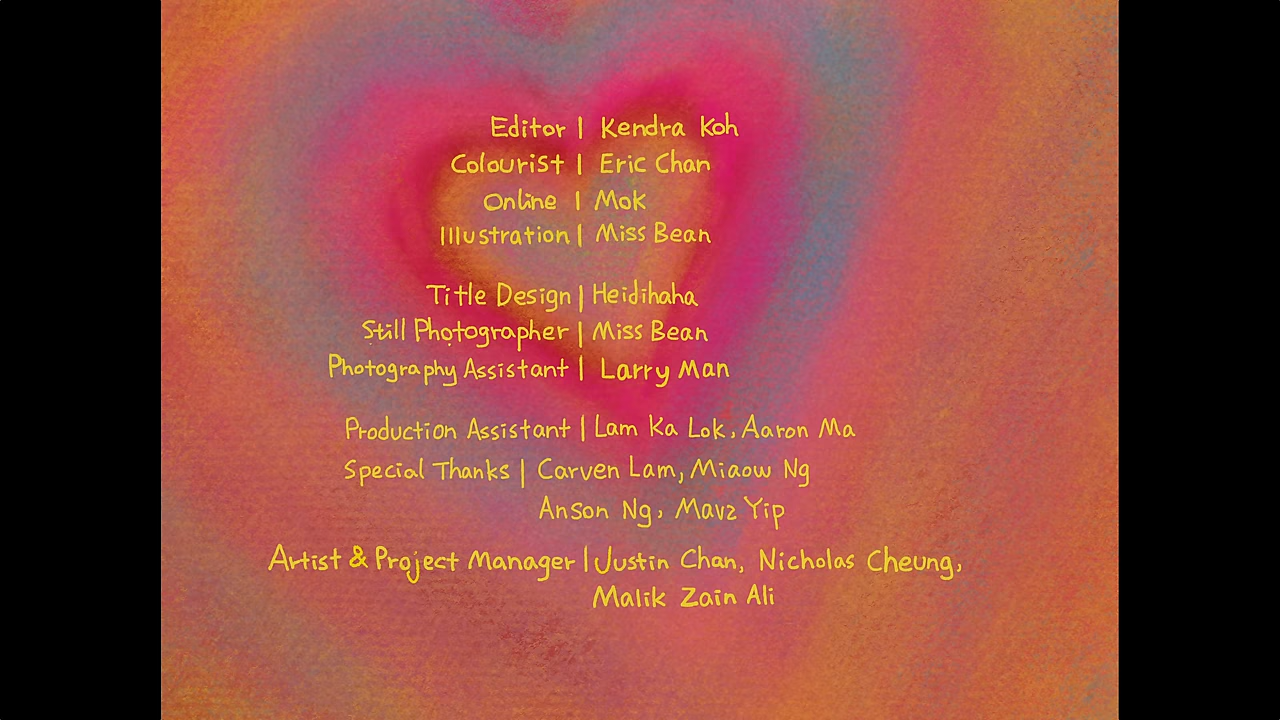 Editor | Kendra Koh
Colourist | Eric Chan
Online | Mok
Illustration | Miss Bean
Title Design | Heidihaha
Still Photographer | Miss Bean
Photography Assistant | Larry Man
Production Assistant | Lam Ka Lok, Aaron Ma
Special Thanks | Carven Lam, Miaow Ng
Anson Ng, Mavz Yip
Artist & Project Manager | Justin Chan, Nicholas Cheung,
Malik Zain Ali